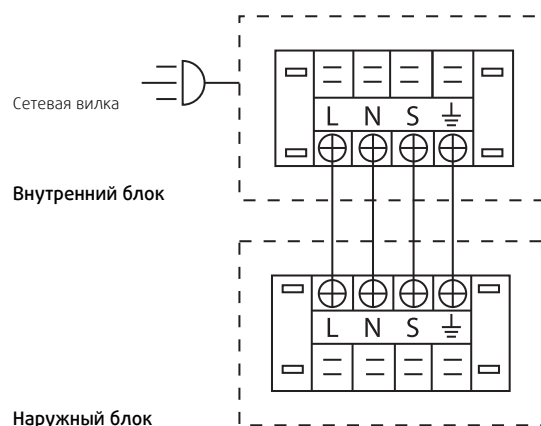 L N S ⏚
Сетевая вилка
Внутренний блок
L N S ⏚
Наружный блок